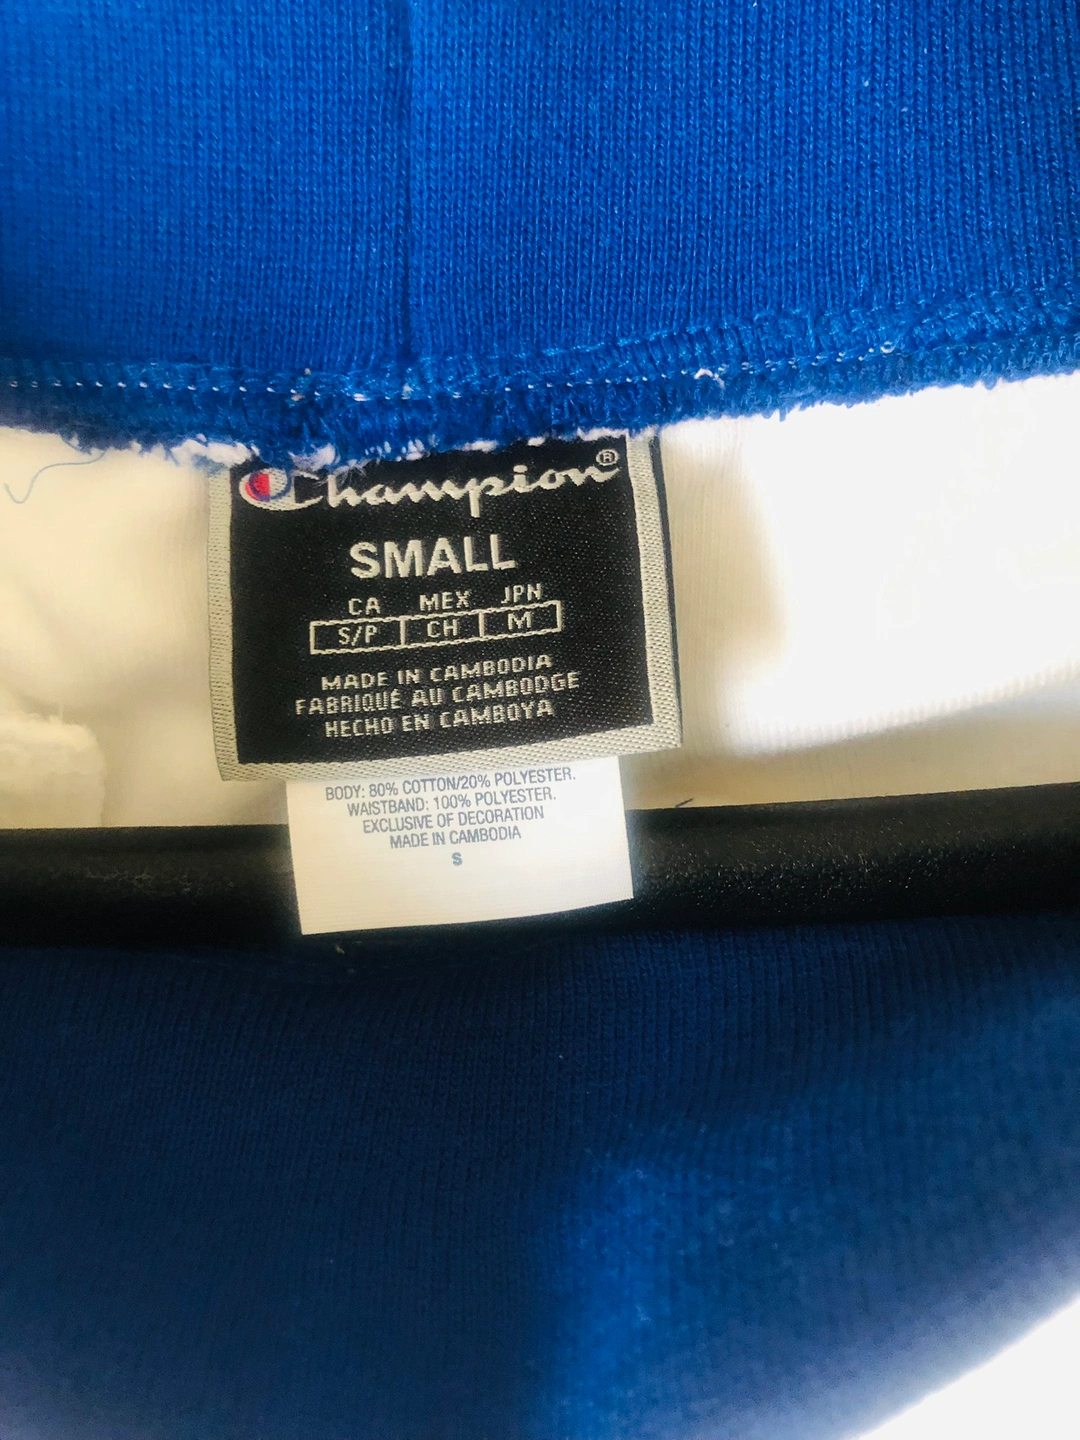 Champion®
SMALL
CA MEX JPN
S/P CH M
MADE IN CAMBODIA
FABRIQUÉ AU CAMBODGE
HECHO EN CAMBOYA
BODY: 80% COTTON/20% POLYESTER.
WAISTBAND: 100% POLYESTER.
EXCLUSIVE OF DECORATION
MADE IN CAMBODIA
S